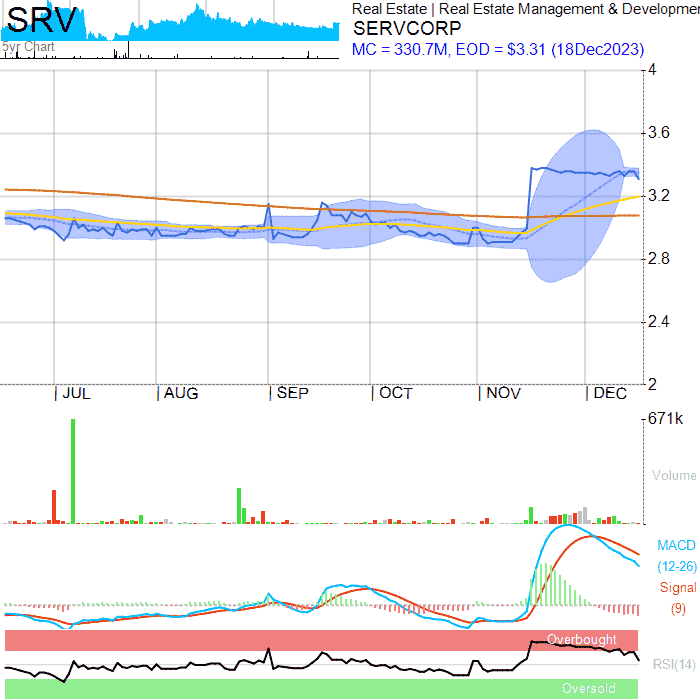 SRV
5yr Chart
Real Estate | Real Estate Management & Developmen
SERVCORP
MC = 330.7M, EOD = $3.31 (18Dec2023)
4
3.6
3.2
2.8
2.4
2
JUL
AUG
SEP
OCT
NOV
DEC
671k
Volume
MACD
(12-26)
Signal
(9)
Overbought
RSI(14)
Oversold